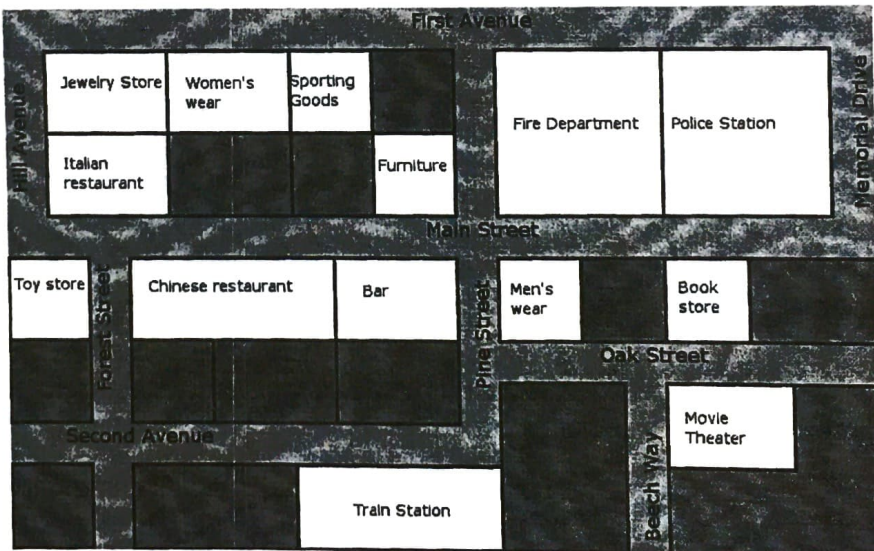 First Avenue
Jewelry Store
Women's
wear
Sporting
Goods
Fire Department
Police Station
Hill Avenue
Memorial Drive
Italian
restaurant
Furniture
Main Street
Toy store
Forest Street
Chinese restaurant
Bar
Pine Street
Men's
wear
Book
store
Oak Street
Second Avenue
Movie
Theater
Beech Way
Train Station